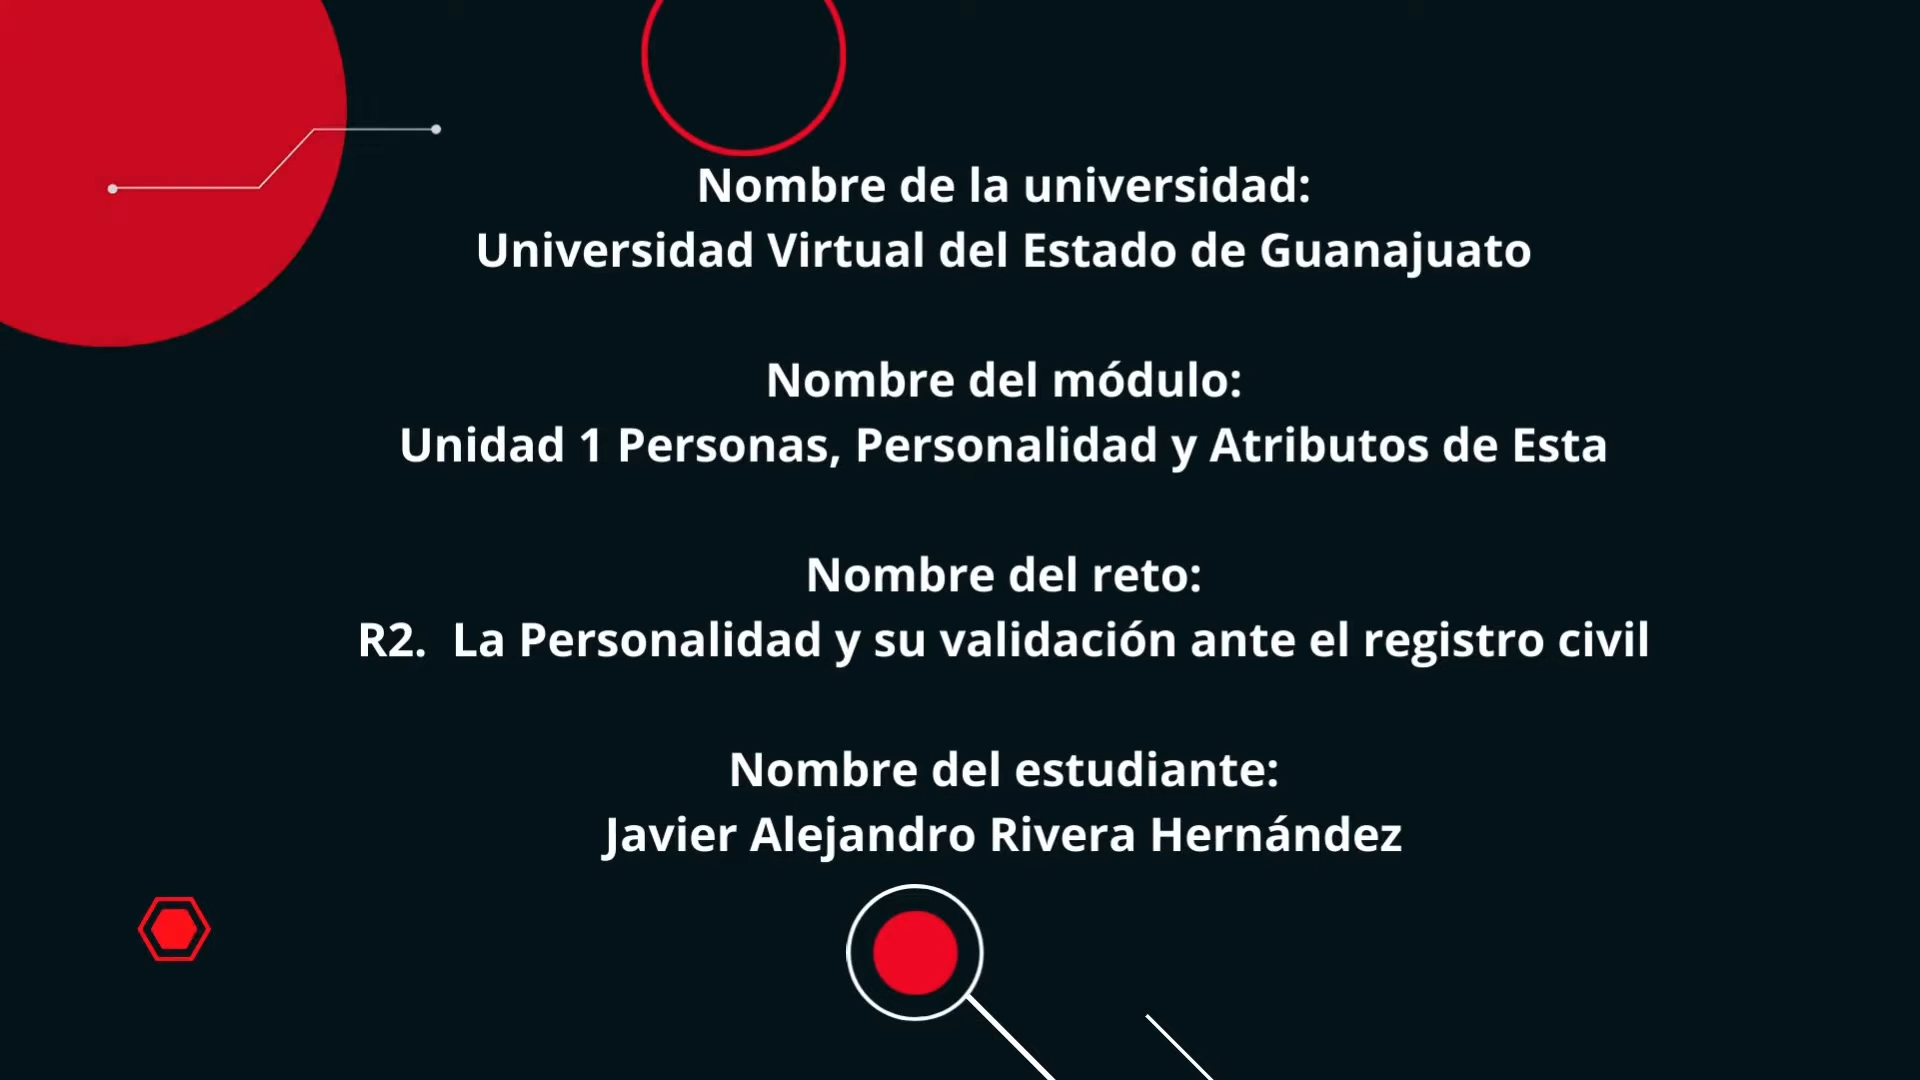 Nombre de la universidad:
Universidad Virtual del Estado de Guanajuato
Nombre del módulo:
Unidad 1 Personas, Personalidad y Atributos de Esta
Nombre del reto:
R2.  La Personalidad y su validación ante el registro civil
Nombre del estudiante:
Javier Alejandro Rivera Hernández